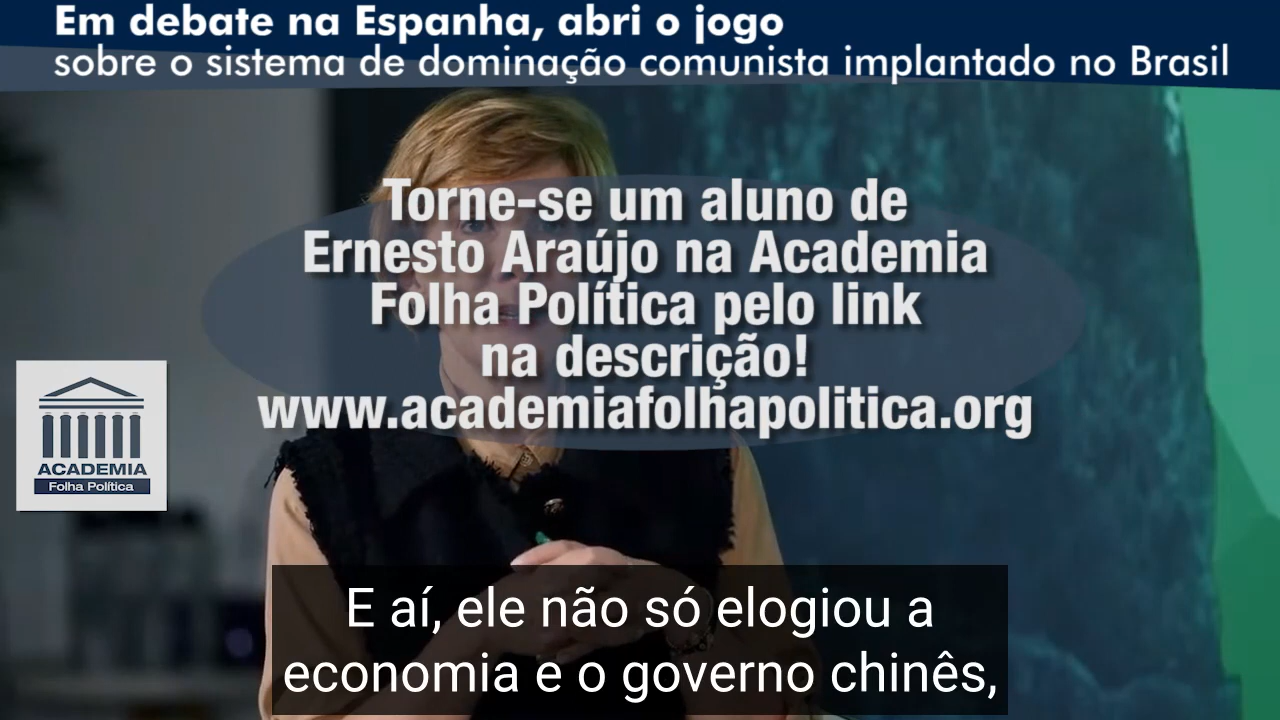 Em debate na Espanha, abri o jogo
sobre o sistema de dominação comunista implantado no Brasil
Torne-se um aluno de
Ernesto Araújo na Academia
Folha Política pelo link
na descrição!
www.academiafolhapolitica.org
ACADEMIA
Folha Política
E aí, ele não só elogiou a
economia e o governo chinês,